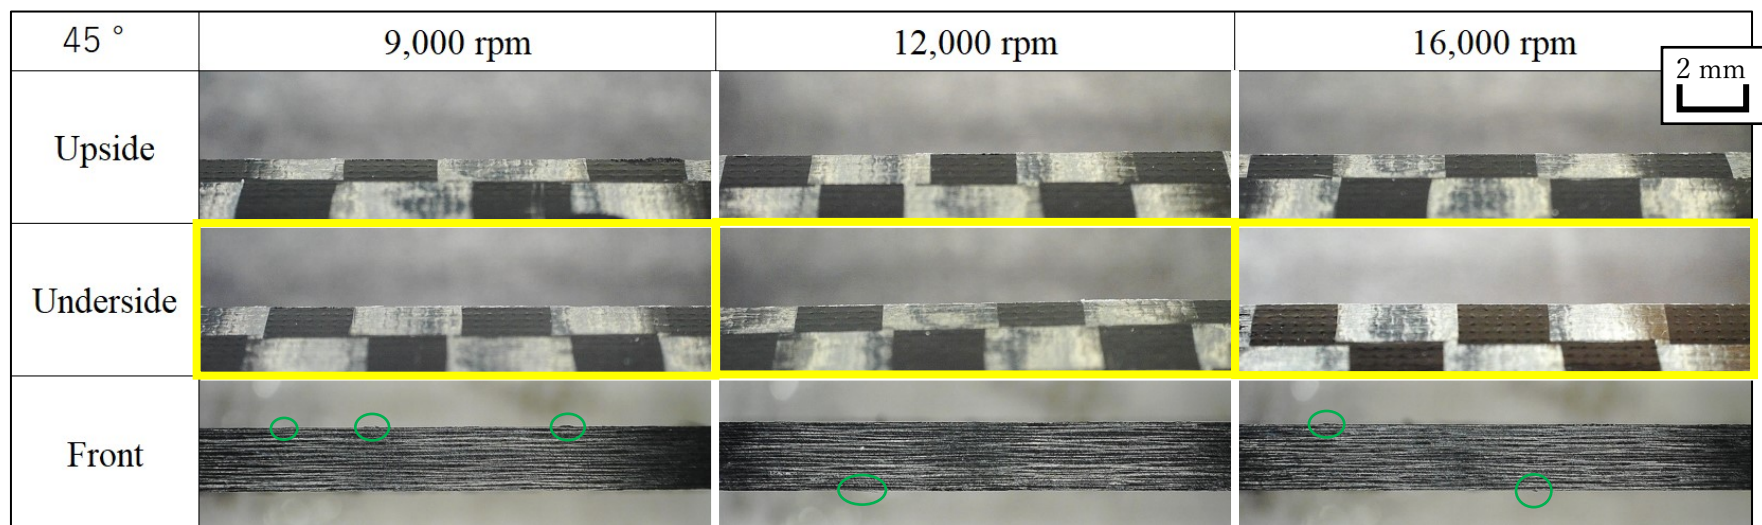 45 °
9,000 rpm
12,000 rpm
16,000 rpm
2 mm
Upside
Underside
Front